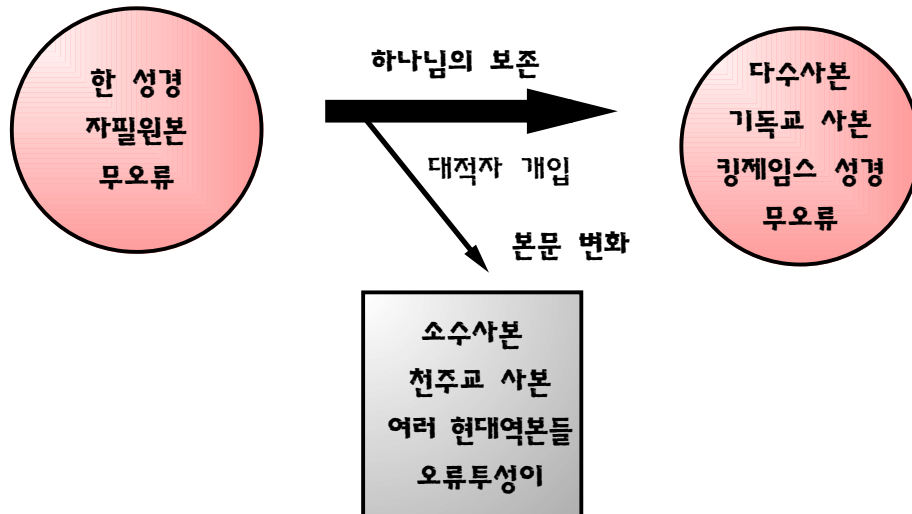 한 성경
자필원본
무오류
하나님의 보존
대적자 개입
본문 변화
다수사본
기독교 사본
킹제임스 성경
무오류
소수사본
천주교 사본
여러 현대역본들
오류투성이